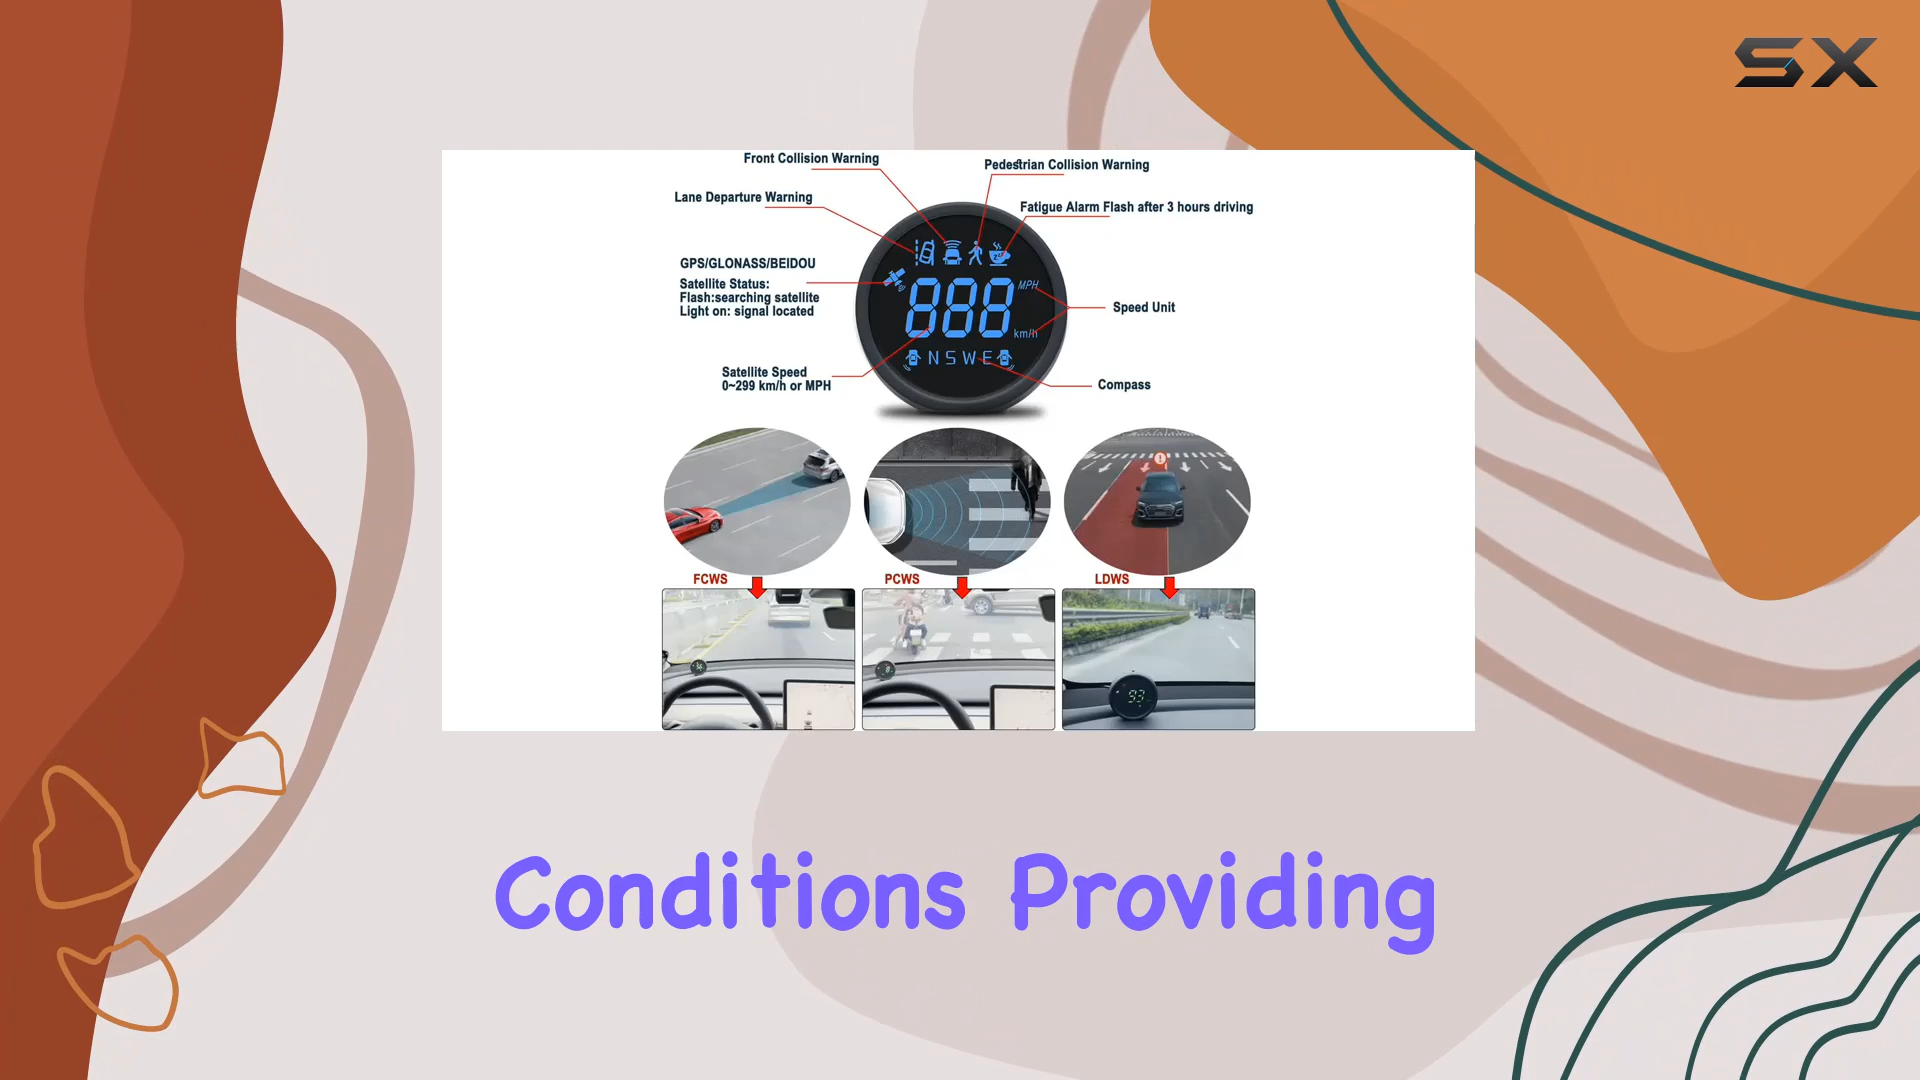 SX
Front Collision Warning
Pedestrian Collision Warning
Lane Departure Warning
Fatigue Alarm Flash after 3 hours driving
GPS/GLONASS/BEIDOU
Satellite Status:
Flash:searching satellite
Light on: signal located
888
MPH
km/h
Speed Unit
N S W E
Satellite Speed
0~299 km/h or MPH
Compass
FCWS
PCWS
LDWS
93
Conditions Providing